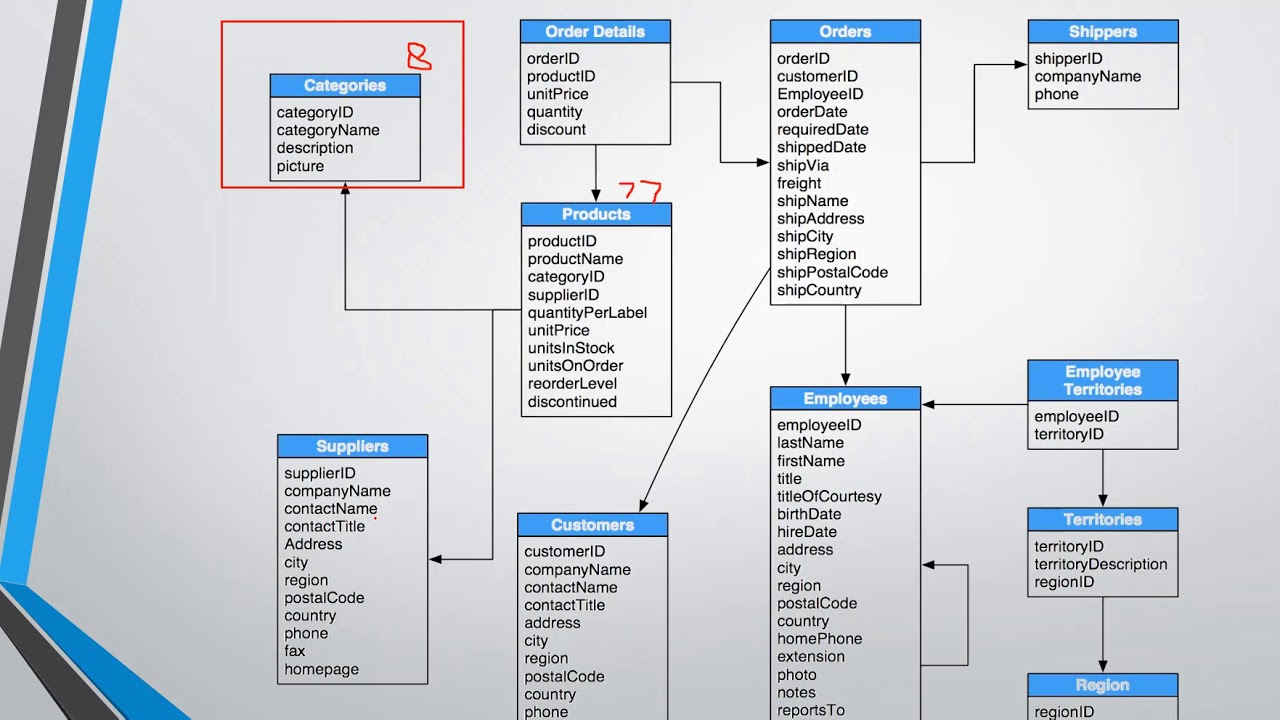 8
Categories
categoryID
categoryName
description
picture
Order Details
orderID
productID
unitPrice
quantity
discount
Orders
orderID
customerID
EmployeeID
orderDate
requiredDate
shippedDate
shipVia
freight
shipName
shipAddress
shipCity
shipRegion
shipPostalCode
shipCountry
Shippers
shipperID
companyName
phone
77
Products
productID
productName
categoryID
supplierID
quantityPerLabel
unitPrice
unitsInStock
unitsOnOrder
reorderLevel
discontinued
Suppliers
supplierID
companyName
contactName
contactTitle
Address
city
region
postalCode
country
phone
fax
homepage
Customers
customerID
companyName
contactName
contactTitle
address
city
region
postalCode
country
phone
Employees
employeeID
lastName
firstName
title
titleOfCourtesy
birthDate
hireDate
address
city
region
postalCode
country
homePhone
extension
photo
notes
reportsTo
Employee
Territories
employeeID
territoryID
Territories
territoryID
territoryDescription
regionID
Region
regionID